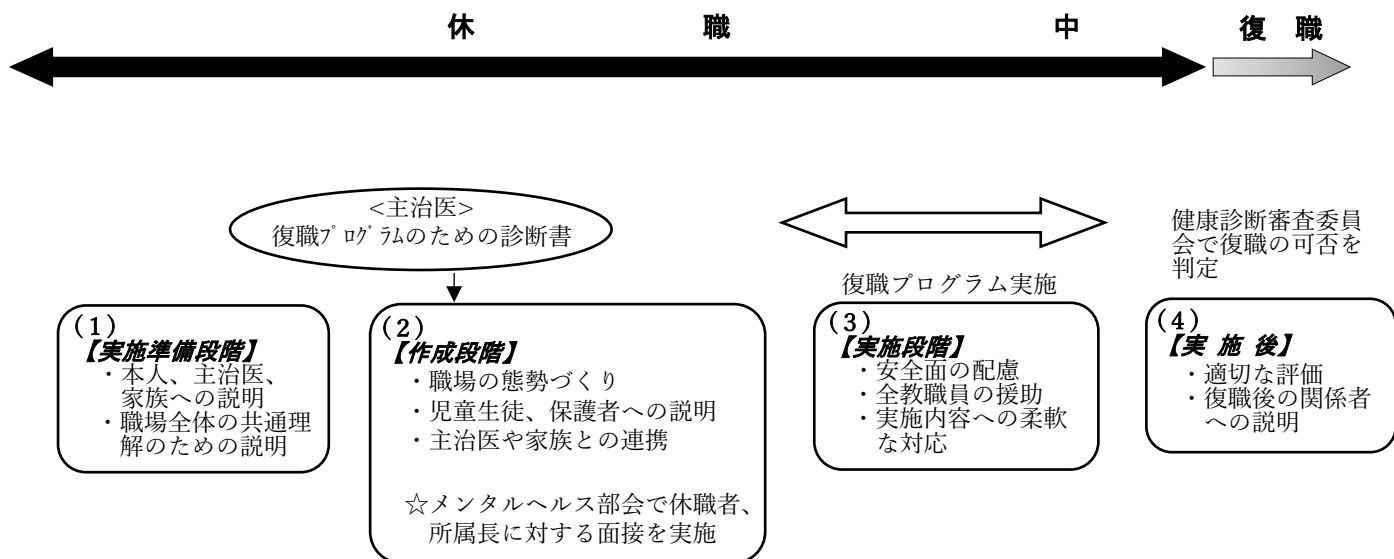 休職中
復職
<主治医>
復職ﾌﾟﾛｸﾞﾗﾑのための診断書
健康診断審査委員
会で復職の可否を
判定
復職プログラム実施
（1）
【実施準備段階】
・本人、主治医、
家族への説明
・職場全体の共通理
解のための説明
（2）
【作成段階】
・職場の態勢づくり
・児童生徒、保護者への説明
・主治医や家族との連携
☆メンタルヘルス部会で休職者、
所属長に対する面接を実施
（3）
【実施段階】
・安全面の配慮
・全教職員の援助
・実施内容への柔軟
な対応
（4）
【実 施 後】
・適切な評価
・復職後の関係者
への説明